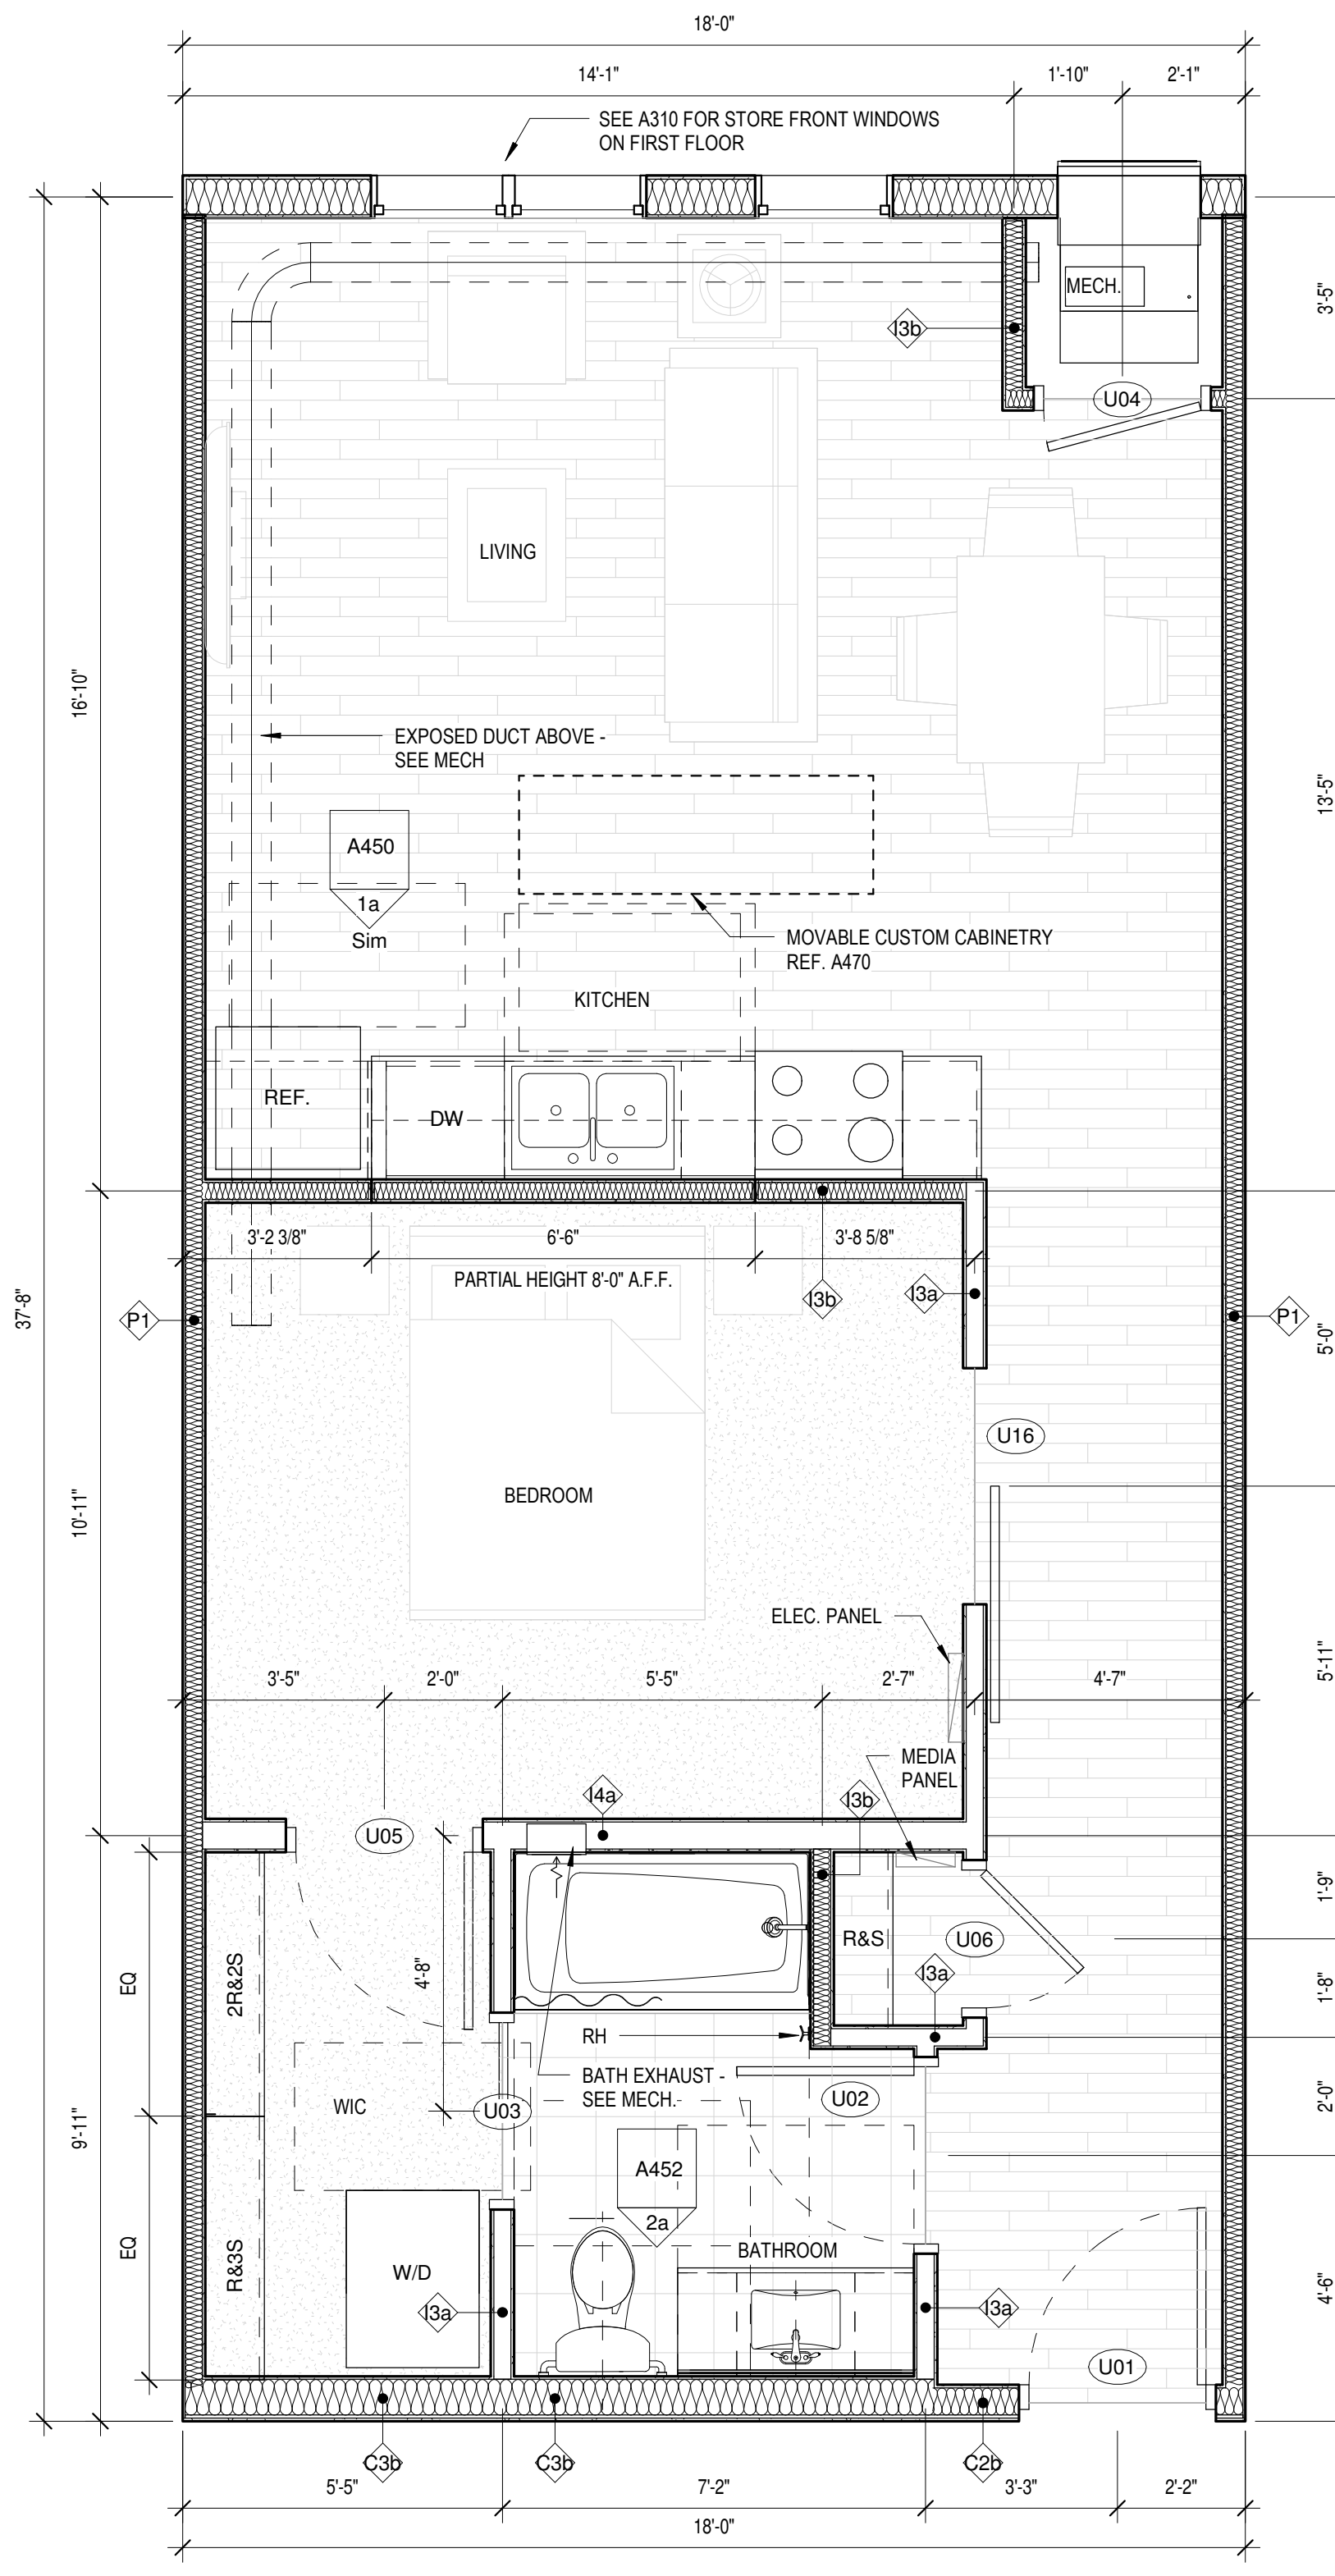 18'-0"
14'-1"
1'-10"
2'-1"
SEE A310 FOR STORE FRONT WINDOWS
ON FIRST FLOOR
MECH.
3'-5"
I3b
U04
LIVING
16'-10"
EXPOSED DUCT ABOVE -
SEE MECH
13'-5"
A450
1a
Sim
MOVABLE CUSTOM CABINETRY
REF. A470
KITCHEN
REF.
DW
3'-2 3/8"
6'-6"
3'-8 5/8"
PARTIAL HEIGHT 8'-0" A.F.F.
I3b
I3a
37'-8"
P1
P1
5'-0"
U16
BEDROOM
10'-11"
ELEC. PANEL
3'-5"
2'-0"
5'-5"
2'-7"
4'-7"
5'-11"
MEDIA
PANEL
I4a
I3b
U05
1'-9"
EQ
2R&2S
4'-8"
R&S
U06
I3a
1'-8"
RH
BATH EXHAUST -
SEE MECH.
WIC
U03
U02
2'-0"
9'-11"
A452
2a
EQ
R&3S
W/D
BATHROOM
I3a
I3a
4'-6"
U01
C3b
C3b
C2b
5'-5"
7'-2"
3'-3"
2'-2"
18'-0"